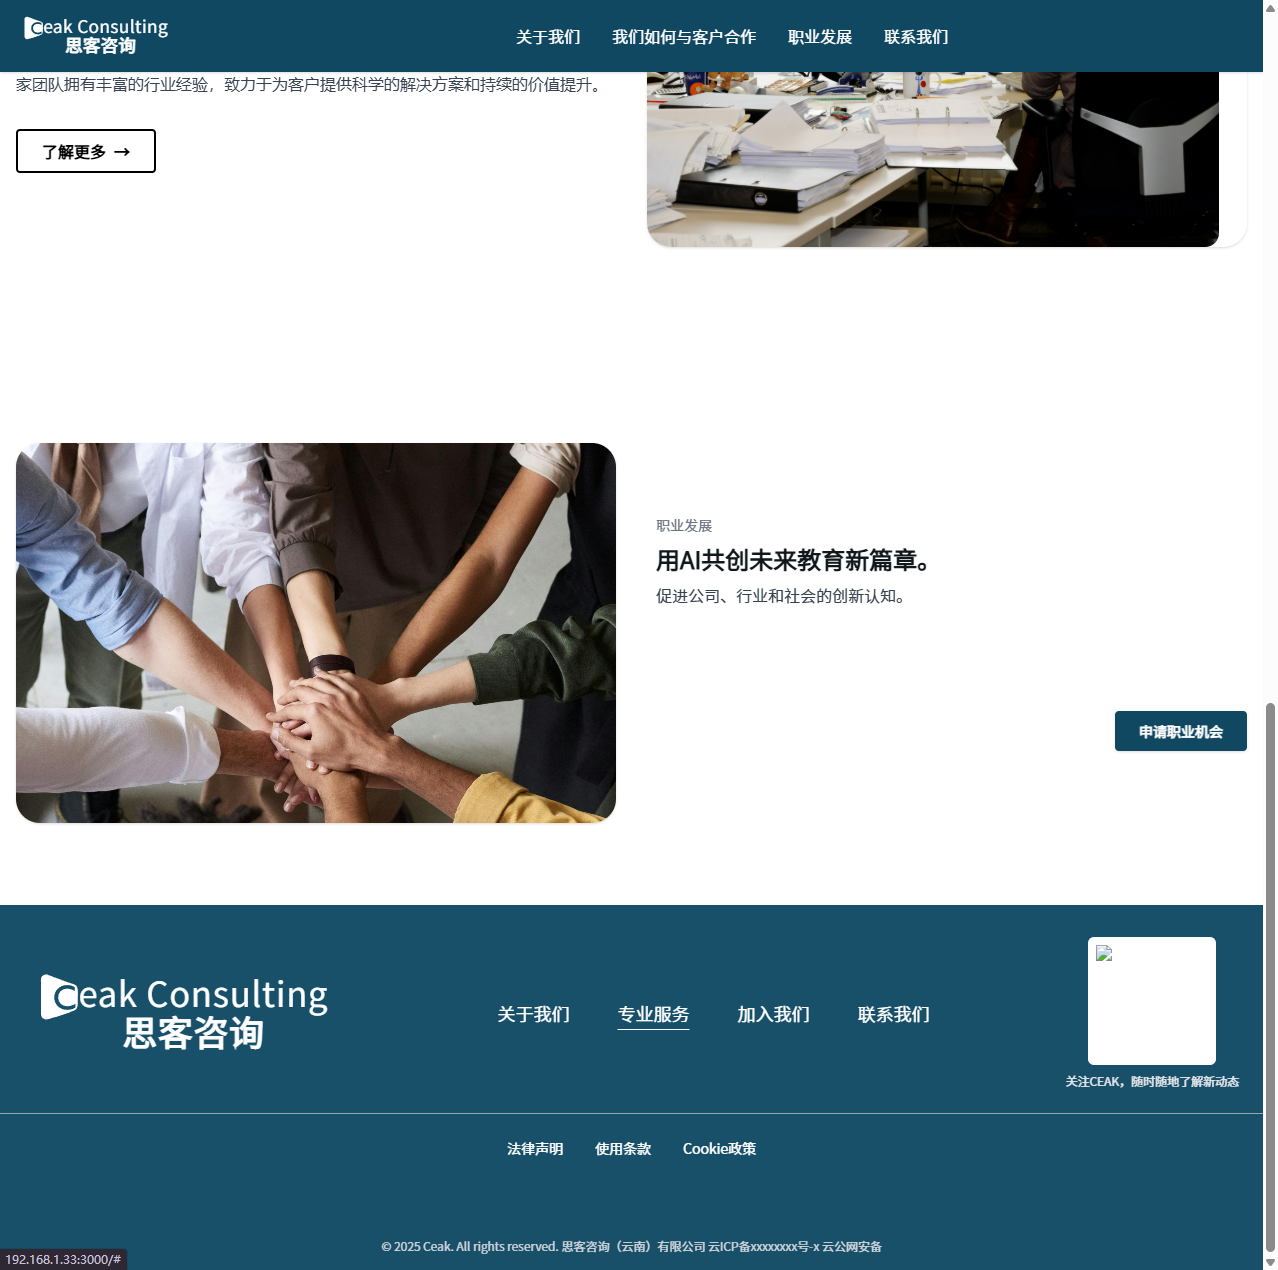 Ceak Consulting
思客咨询
关于我们 我们如何与客户合作 职业发展 联系我们
家团队拥有丰富的行业经验，致力于为客户提供科学的解决方案和持续的价值提升。
了解更多 →
职业发展
用AI共创未来教育新篇章。
促进公司、行业和社会的创新认知。
申请职业机会
Ceak Consulting
思客咨询
关于我们 专业服务 加入我们 联系我们
关注CEAK，随时随地了解新动态
法律声明 使用条款 Cookie政策
© 2025 Ceak. All rights reserved. 思客咨询（云南）有限公司 云ICP备xxxxxxxx号-x 云公网安备
192.168.1.33:3000/#